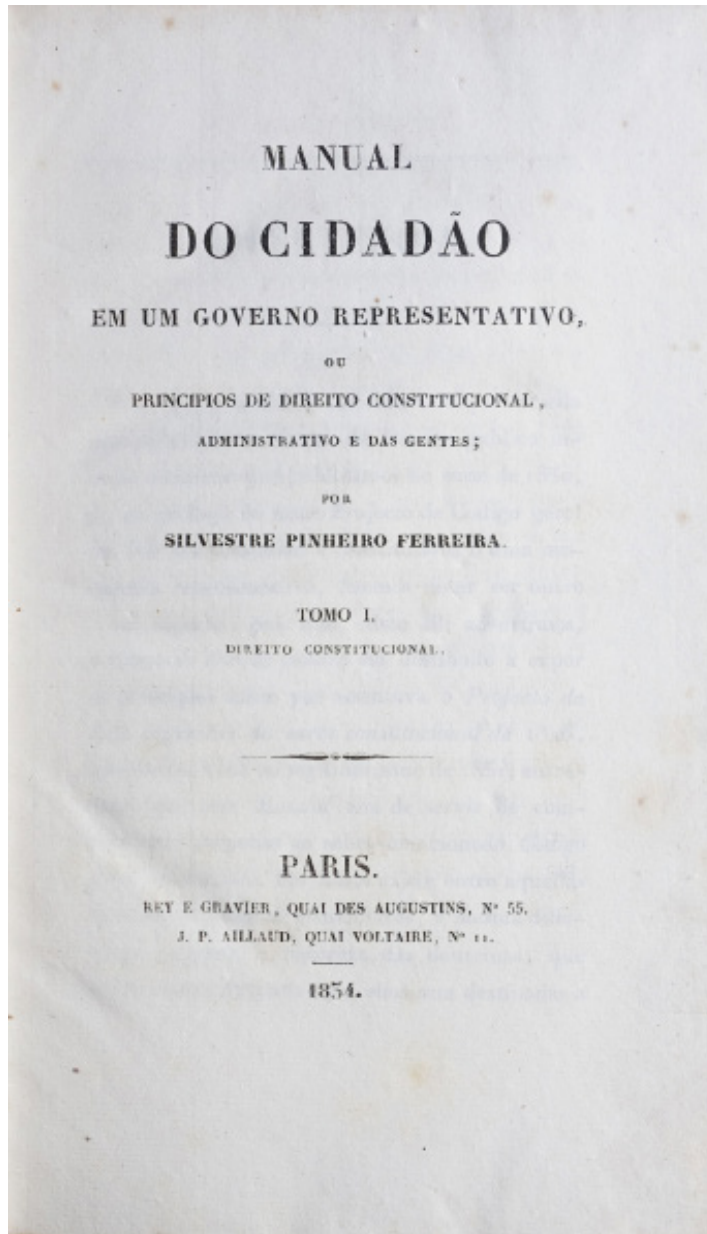 MANUAL
DO CIDADÃO
EM UM GOVERNO REPRESENTATIVO,
OU
PRINCIPIOS DE DIREITO CONSTITUCIONAL,
ADMINISTRATIVO E DAS GENTES;
POR
SILVESTRE PINHEIRO FERREIRA.
TOMO I.
DIREITO CONSTITUCIONAL.
PARIS.
REY E GRAVIER, QUAI DES AUGUSTINS, Nº 55.
J. P. AILLAUD, QUAI VOLTAIRE, Nº 11.
1834.